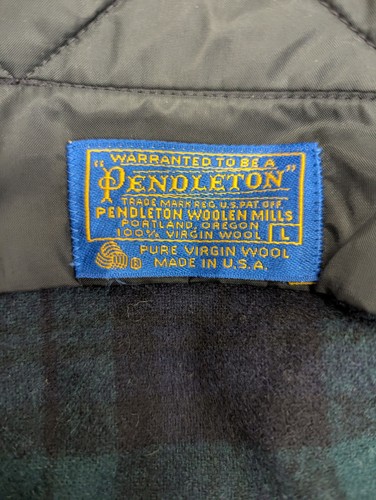 WARRANTED TO BE A
"PENDLETON"
TRADE MARK REG. U.S. PAT. OFF.
PENDLETON WOOLEN MILLS
PORTLAND, OREGON
100% VIRGIN WOOL L
PURE VIRGIN WOOL
® MADE IN U.S.A.